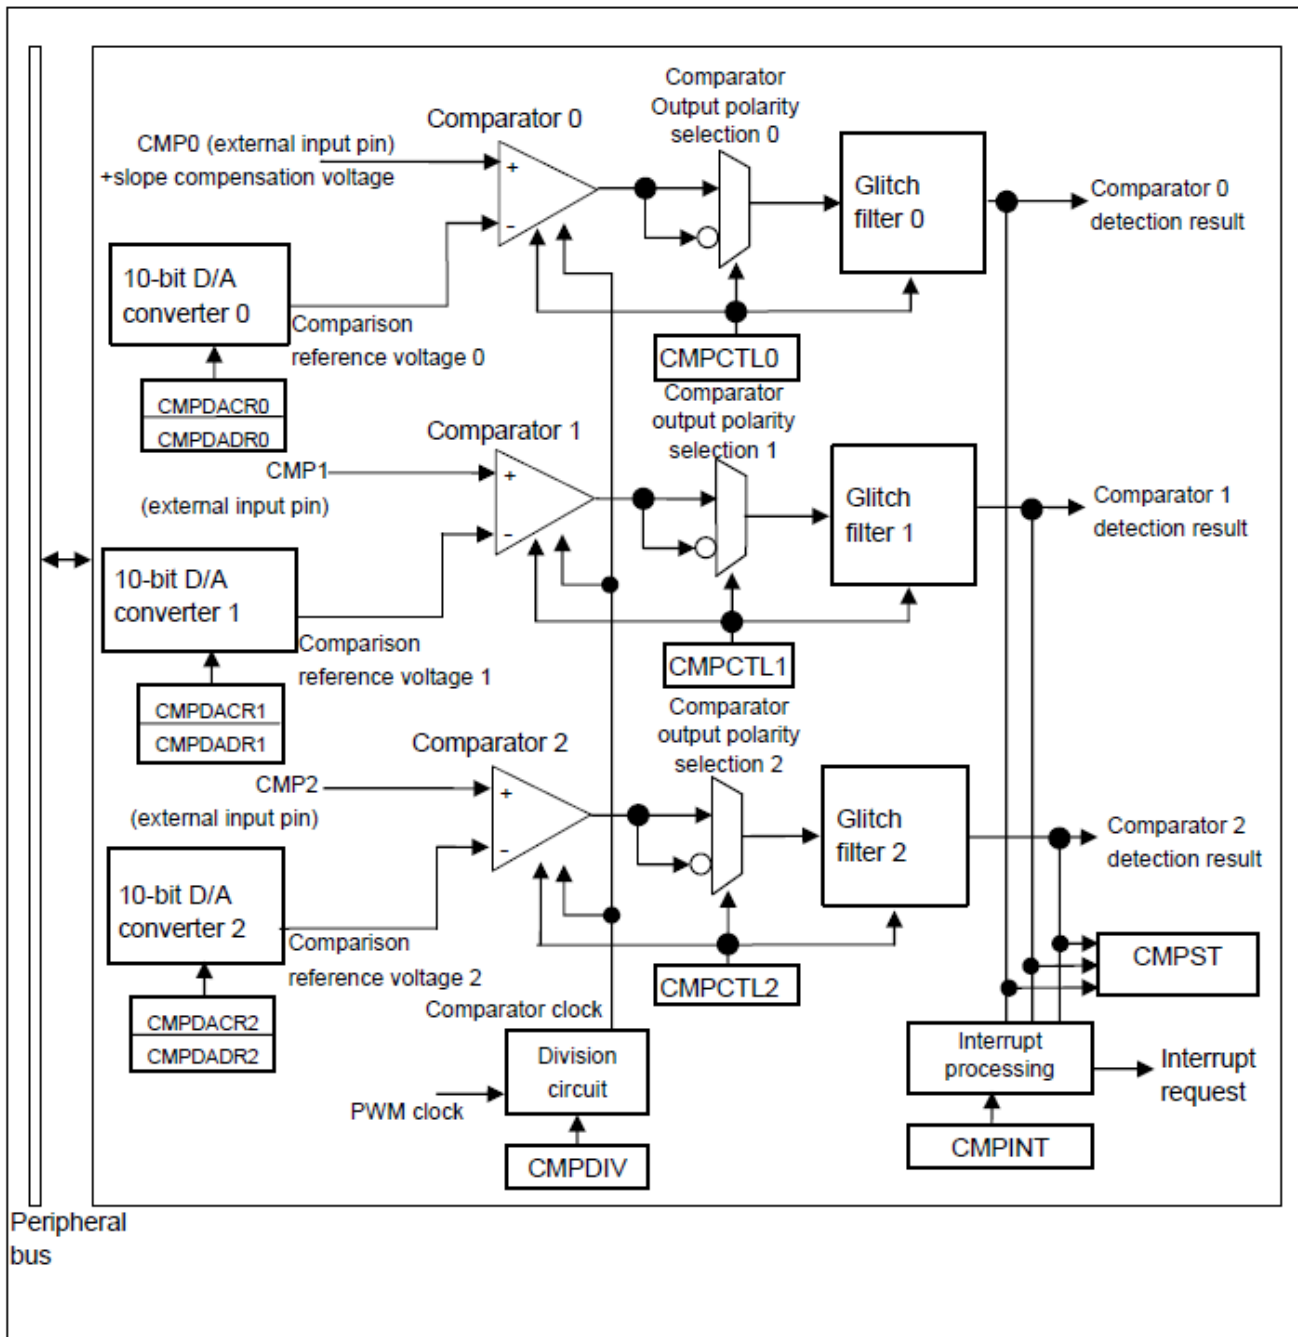 Comparator
Output polarity
selection 0
Comparator 0
CMP0 (external input pin)
+slope compensation voltage
+
-
Glitch
filter 0
Comparator 0
detection result
10-bit D/A
converter 0
Comparison
reference voltage 0
CMPCTL0
CMPDACR0
CMPDADR0
Comparator
output polarity
selection 1
Comparator 1
CMP1
(external input pin)
+
-
Glitch
filter 1
Comparator 1
detection result
10-bit D/A
converter 1
Comparison
reference voltage 1
CMPCTL1
CMPDACR1
CMPDADR1
Comparator
output polarity
selection 2
Comparator 2
CMP2
(external input pin)
+
-
Glitch
filter 2
Comparator 2
detection result
10-bit D/A
converter 2
Comparison
reference voltage 2
CMPCTL2
CMPST
CMPDACR2
CMPDADR2
Comparator clock
Division
circuit
PWM clock
CMPDIV
Interrupt
processing
Interrupt
request
CMPINT
Peripheral
bus